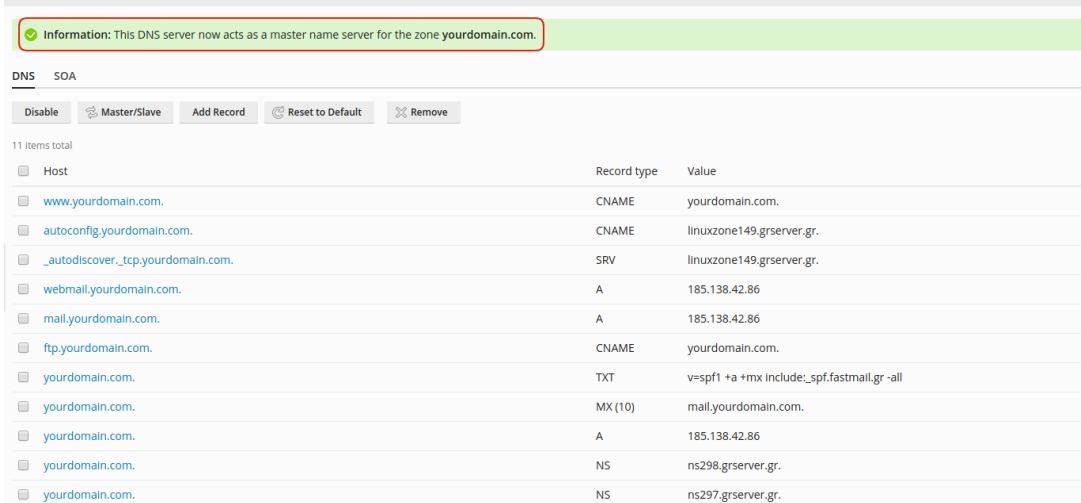 Information: This DNS server now acts as a master name server for the zone yourdomain.com.
DNS SOA
Disable Master/Slave Add Record Reset to Default Remove
11 items total
Host Record type Value
www.yourdomain.com. CNAME yourdomain.com.
autoconfig.yourdomain.com. CNAME linuxzone149.grserver.gr.
_autodiscover._tcp.yourdomain.com. SRV linuxzone149.grserver.gr.
webmail.yourdomain.com. A 185.138.42.86
mail.yourdomain.com. A 185.138.42.86
ftp.yourdomain.com. CNAME yourdomain.com.
yourdomain.com. TXT v=spf1 +a +mx include:_spf.fastmail.gr -all
yourdomain.com. MX (10) mail.yourdomain.com.
yourdomain.com. A 185.138.42.86
yourdomain.com. NS ns298.grserver.gr.
yourdomain.com. NS ns297.grserver.gr.